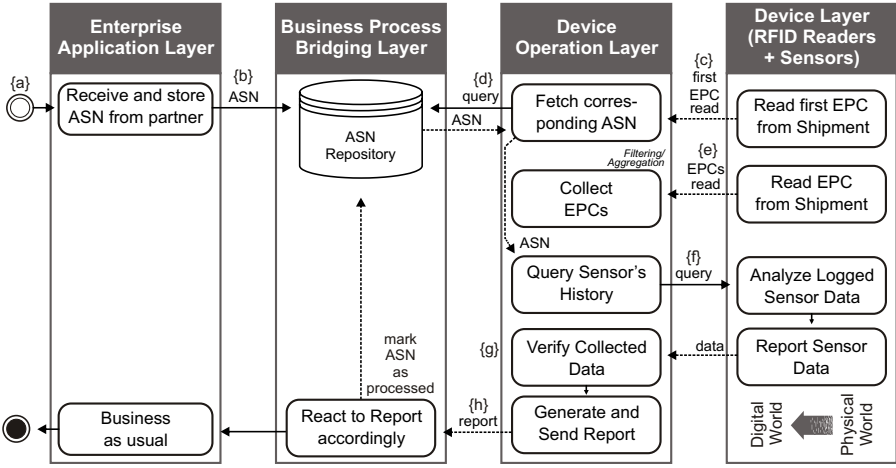 Enterprise
Application Layer
Business Process
Bridging Layer
Device
Operation Layer
Device Layer
(RFID Readers
+ Sensors)
{a}
Receive and store
ASN from partner
{b}
ASN
ASN
Repository
{d}
query
ASN
Fetch corres-
ponding ASN
{c}
first
EPC
read
Read first EPC
from Shipment
Filtering/
Aggregation
Collect
EPCs
{e}
EPCs
read
Read EPC
from Shipment
ASN
Query Sensor's
History
{f}
query
Analyze Logged
Sensor Data
mark
ASN
as
processed
{g}
Verify Collected
Data
data
Report Sensor
Data
Business
as usual
React to Report
accordingly
{h}
report
Generate and
Send Report
Digital
World
Physical
World